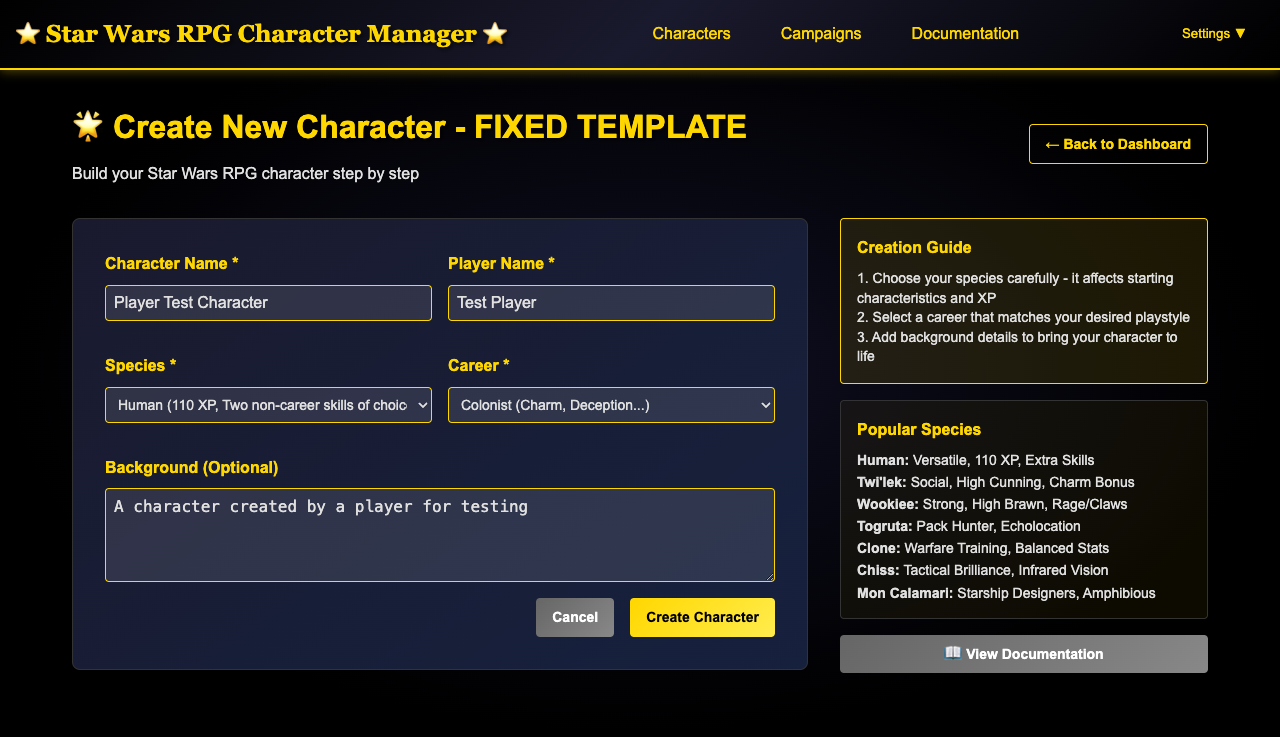 ⭐ Star Wars RPG Character Manager ⭐
Characters
Campaigns
Documentation
Settings ▼
🌟 Create New Character - FIXED TEMPLATE
Build your Star Wars RPG character step by step
← Back to Dashboard
Character Name *
Player Name *
Player Test Character
Test Player
Species *
Career *
Human (110 XP, Two non-career skills of choic
Colonist (Charm, Deception...)
Background (Optional)
A character created by a player for testing
Cancel
Create Character
Creation Guide
1. Choose your species carefully - it affects starting
characteristics and XP
2. Select a career that matches your desired playstyle
3. Add background details to bring your character to
life
Popular Species
Human: Versatile, 110 XP, Extra Skills
Twi'lek: Social, High Cunning, Charm Bonus
Wookiee: Strong, High Brawn, Rage/Claws
Togruta: Pack Hunter, Echolocation
Clone: Warfare Training, Balanced Stats
Chiss: Tactical Brilliance, Infrared Vision
Mon Calamari: Starship Designers, Amphibious
📖 View Documentation